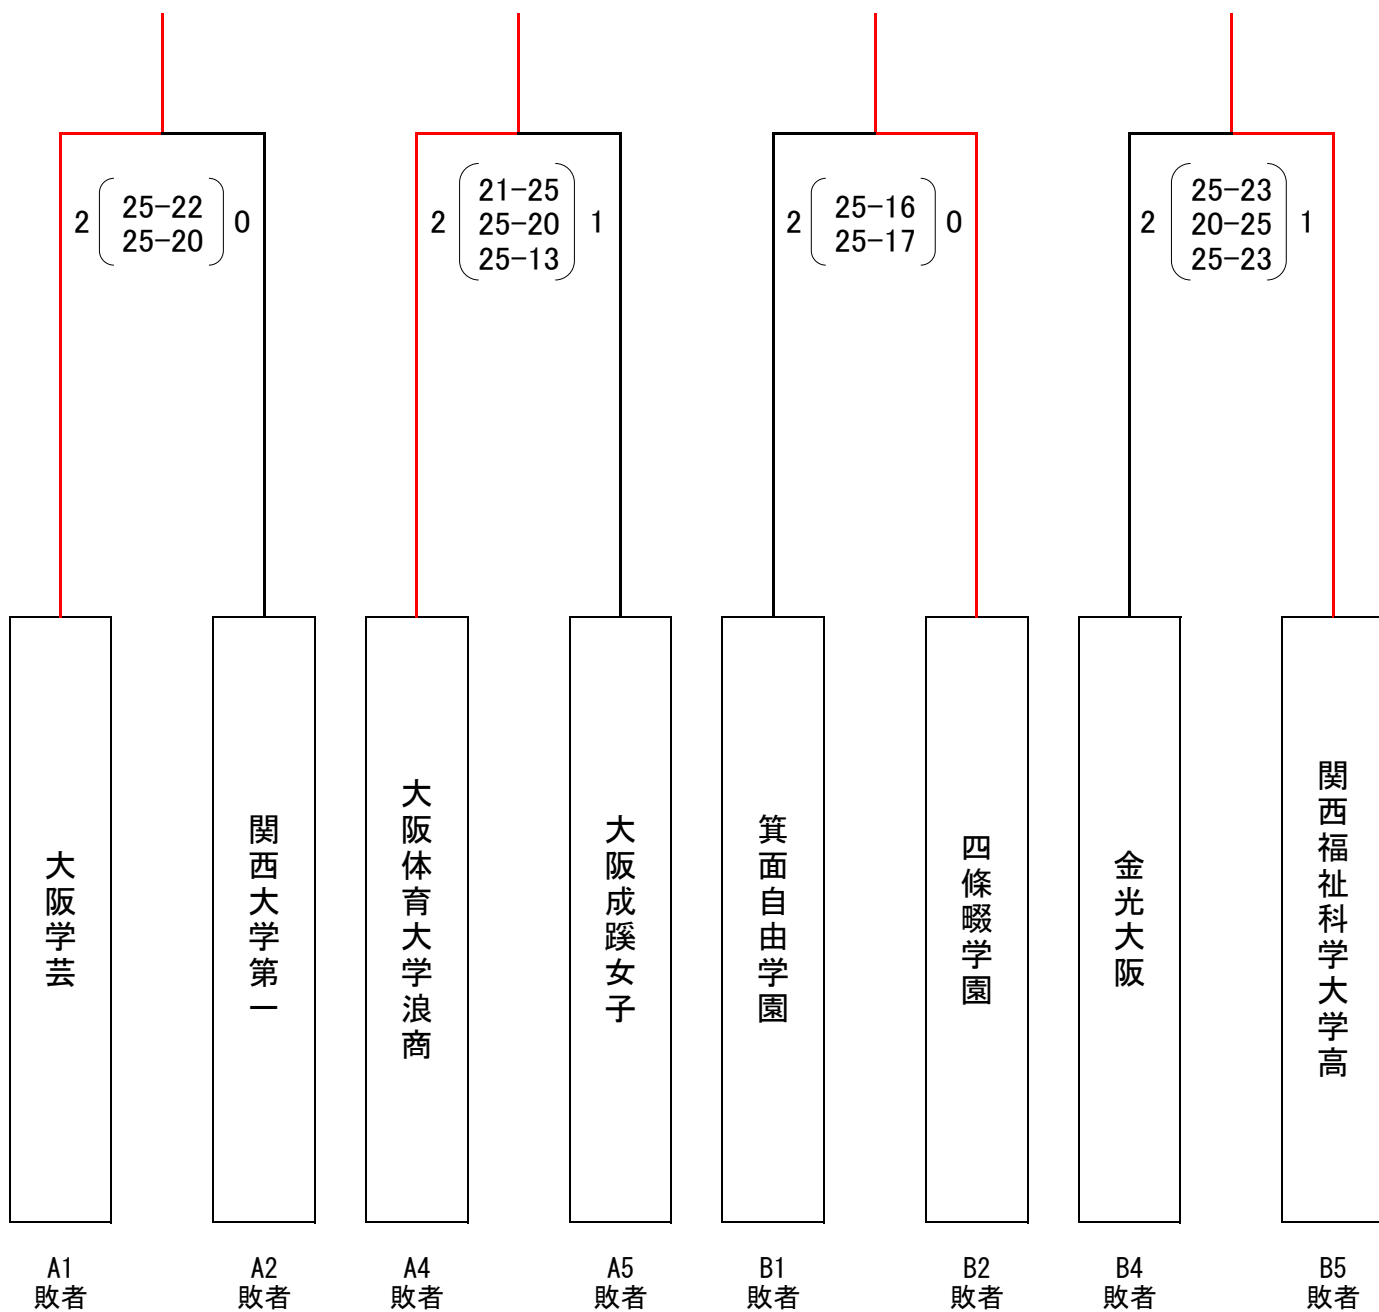 2 25-22 0
25-20
2 21-25 1
25-20
25-13
2 25-16 0
25-17
2 25-23 1
20-25
25-23
大阪学芸
関西大学第一
大阪体育大学浪商
大阪成蹊女子
箕面自由学園
四條畷学園
金光大阪
関西福祉科学大学高
A1
敗者
A2
敗者
A4
敗者
A5
敗者
B1
敗者
B2
敗者
B4
敗者
B5
敗者